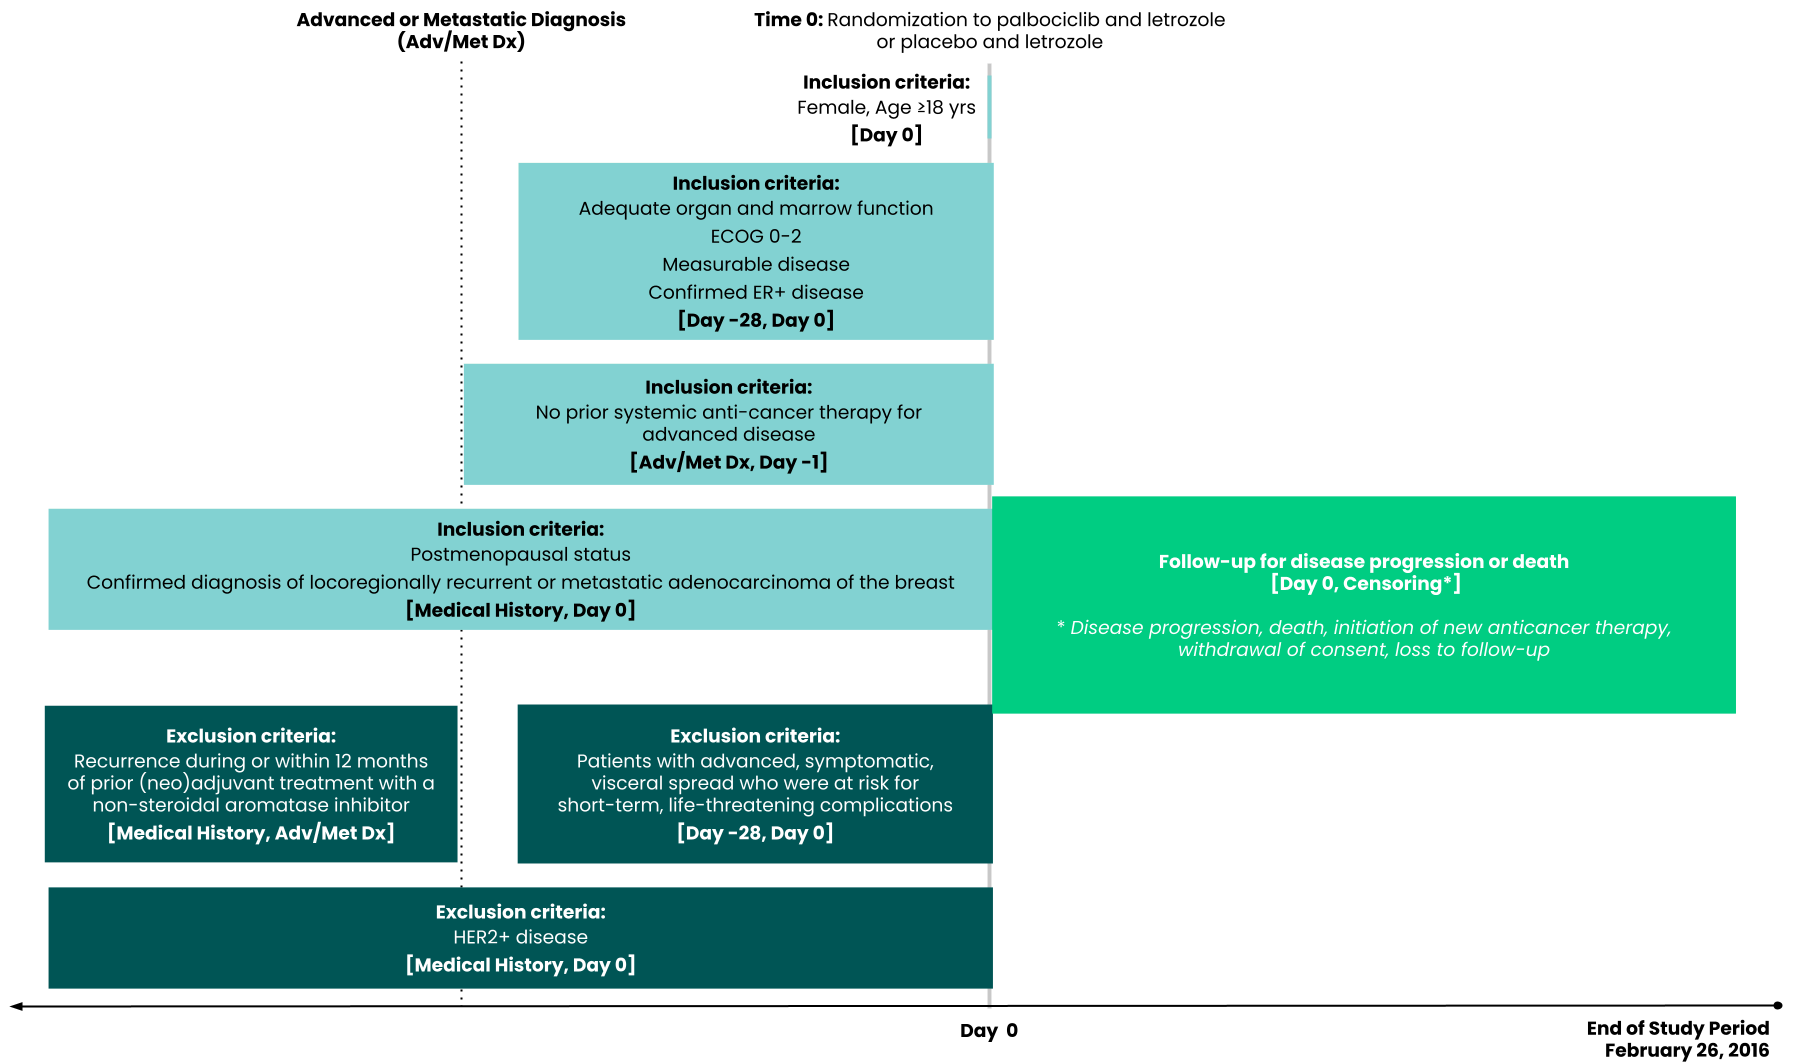 Advanced or Metastatic Diagnosis
(Adv/Met Dx)
Time 0: Randomization to palbociclib and letrozole
or placebo and letrozole
Inclusion criteria:
Female, Age ≥18 yrs
[Day 0]
Inclusion criteria:
Adequate organ and marrow function
ECOG 0-2
Measurable disease
Confirmed ER+ disease
[Day -28, Day 0]
Inclusion criteria:
No prior systemic anti-cancer therapy for
advanced disease
[Adv/Met Dx, Day -1]
Inclusion criteria:
Postmenopausal status
Confirmed diagnosis of locoregionally recurrent or metastatic adenocarcinoma of the breast
[Medical History, Day 0]
Follow-up for disease progression or death
[Day 0, Censoring*]
* Disease progression, death, initiation of new anticancer therapy,
withdrawal of consent, loss to follow-up
Exclusion criteria:
Recurrence during or within 12 months
of prior (neo)adjuvant treatment with a
non-steroidal aromatase inhibitor
[Medical History, Adv/Met Dx]
Exclusion criteria:
Patients with advanced, symptomatic,
visceral spread who were at risk for
short-term, life-threatening complications
[Day -28, Day 0]
Exclusion criteria:
HER2+ disease
[Medical History, Day 0]
Day 0
End of Study Period
February 26, 2016